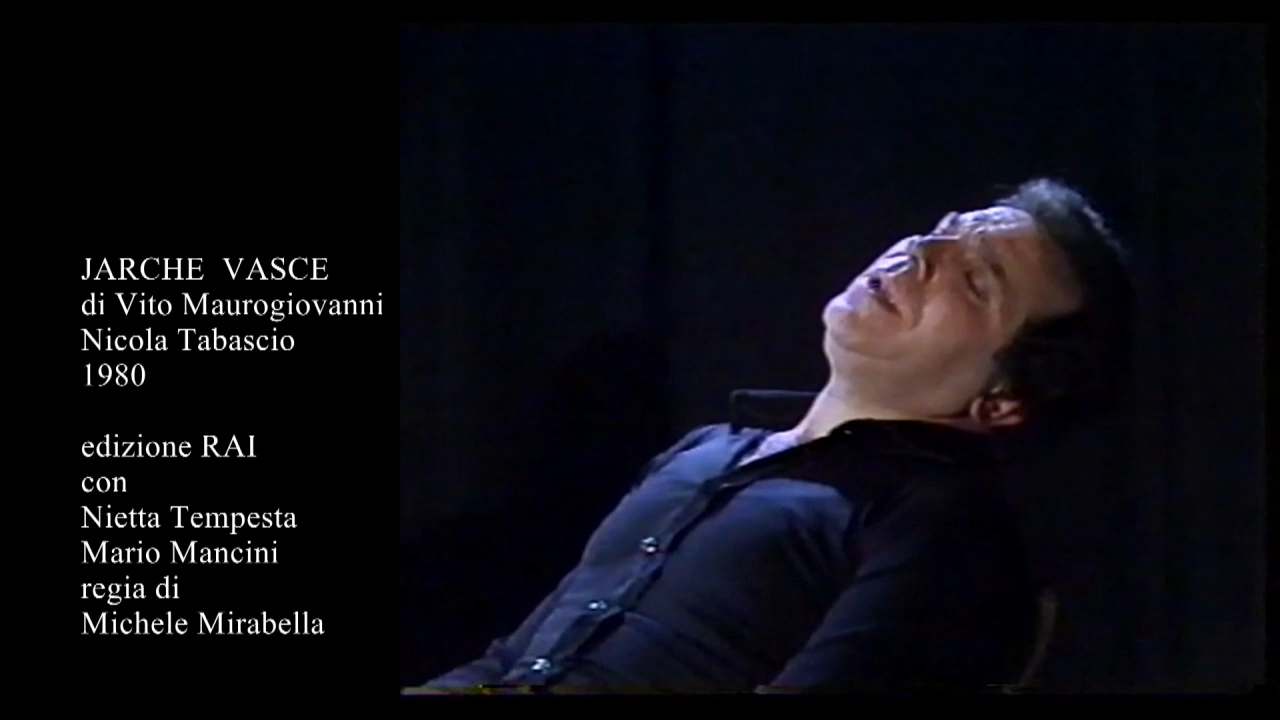 JARCHE VASCE
di Vito Maurogiovanni
Nicola Tabascio
1980
edizione RAI
con
Nietta Tempesta
Mario Mancini
regia di
Michele Mirabella